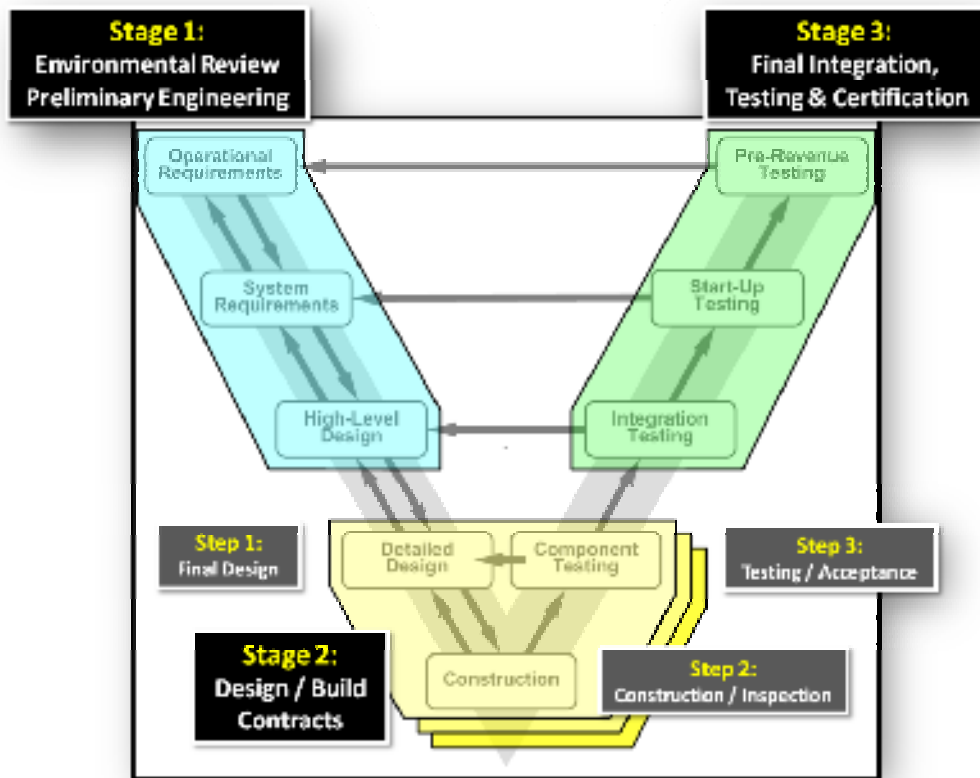 Stage 1:
Environmental Review
Preliminary Engineering
Stage 3:
Final Integration,
Testing & Certification
Operational
Requirements
Pre-Revenue
Testing
System
Requirements
Start-Up
Testing
High-Level
Design
Integration
Testing
Step 1:
Final Design
Detailed
Design
Component
Testing
Step 3:
Testing / Acceptance
Stage 2:
Design / Build
Contracts
Construction
Step 2:
Construction / Inspection